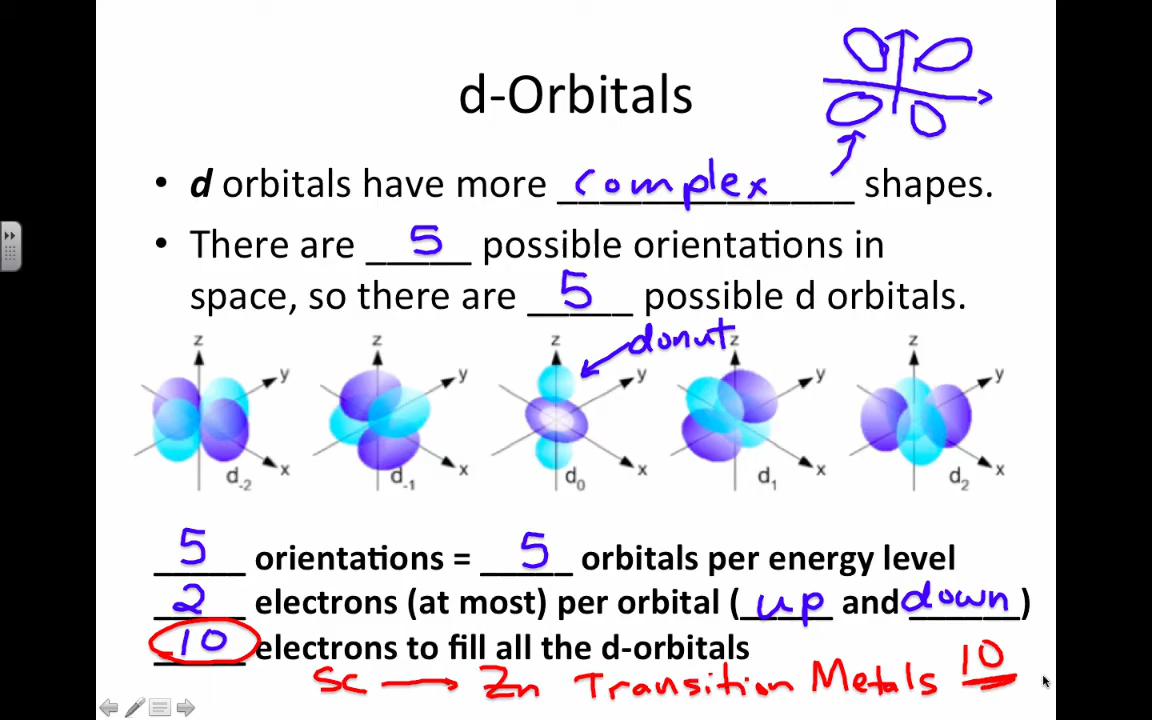 d-Orbitals
• d orbitals have more complex shapes.
• There are 5 possible orientations in
space, so there are 5 possible d orbitals.
donut
z z z z z
y y y y y
x x x x x
d-2 d-1 d0 d1 d2
5 orientations = 5 orbitals per energy level
2 electrons (at most) per orbital (up and down)
10 electrons to fill all the d-orbitals
Sc → Zn Transition Metals 10